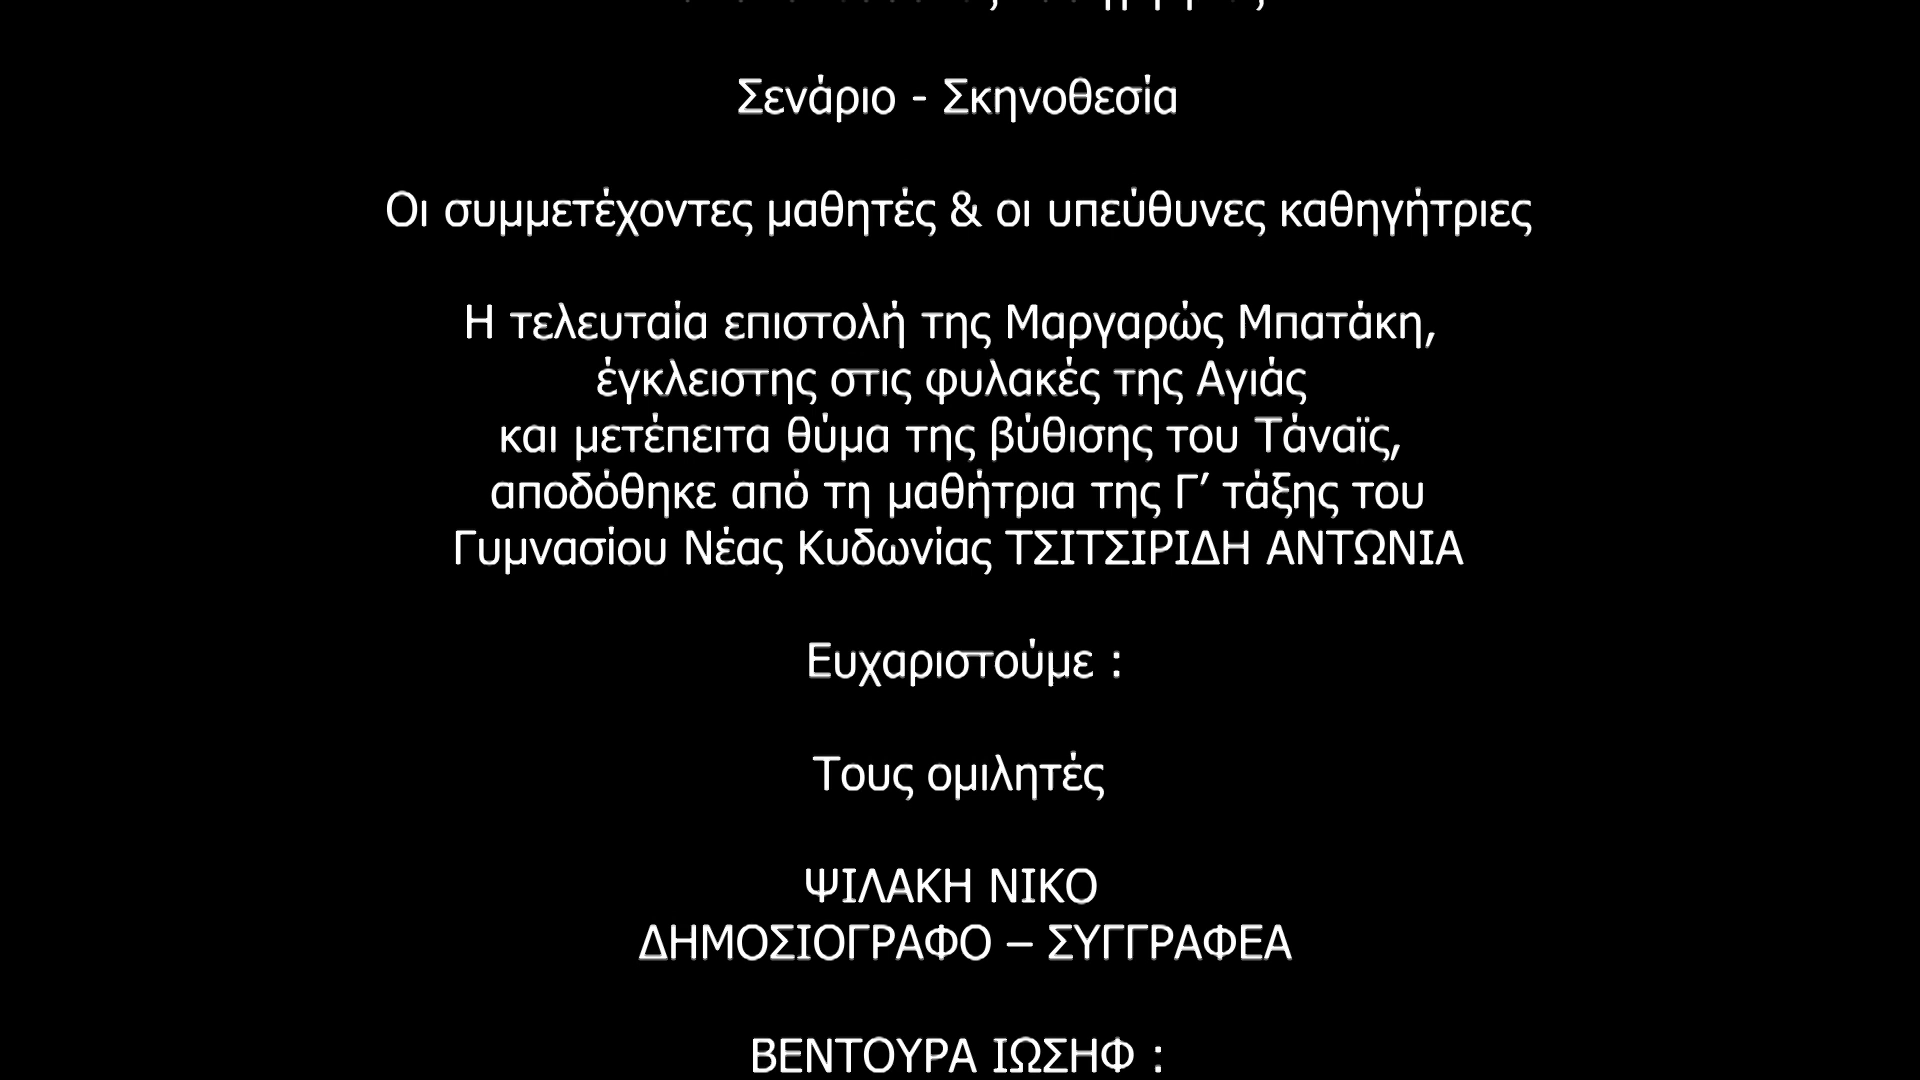 Σενάριο - Σκηνοθεσία
Οι συμμετέχοντες μαθητές & οι υπεύθυνες καθηγήτριες
Η τελευταία επιστολή της Μαργαρώς Μπατάκη,
έγκλειστης στις φυλακές της Αγιάς
και μετέπειτα θύμα της βύθισης του Τάναϊς,
αποδόθηκε από τη μαθήτρια της Γ’ τάξης του
Γυμνασίου Νέας Κυδωνίας ΤΣΙΤΣΙΡΙΔΗ ΑΝΤΩΝΙΑ
Ευχαριστούμε :
Τους ομιλητές
ΨΙΛΑΚΗ ΝΙΚΟ
ΔΗΜΟΣΙΟΓΡΑΦΟ – ΣΥΓΓΡΑΦΕΑ
ΒΕΝΤΟΥΡΑ ΙΩΣΗΦ :